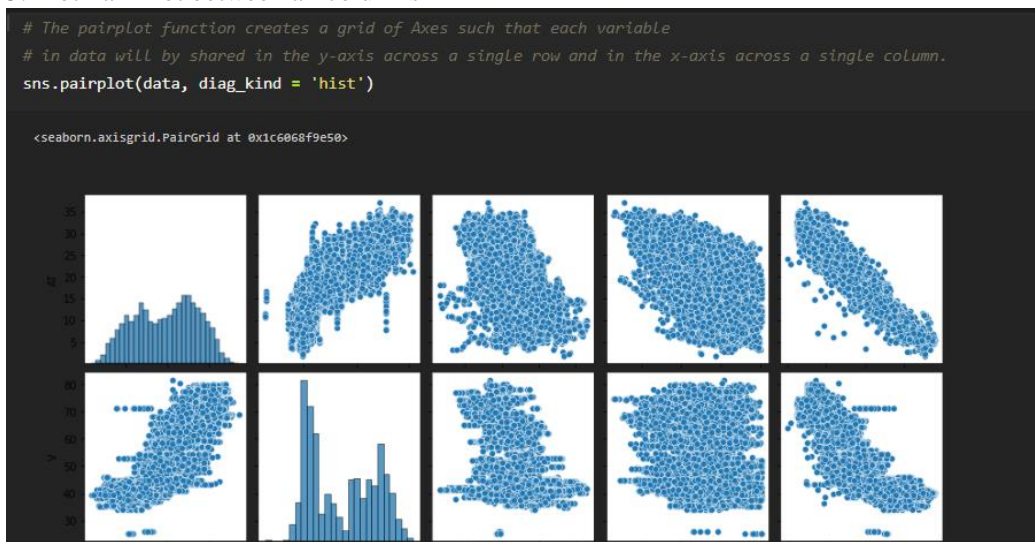 # The pairplot function creates a grid of Axes such that each variable
# in data will by shared in the y-axis across a single row and in the x-axis across a single column.
sns.pairplot(data, diag_kind = 'hist')
<seaborn.axisgrid.PairGrid at 0x1c6068f9e50>
35
30
25
AT
20
15
10
5
80
70
60
V
50
40
30